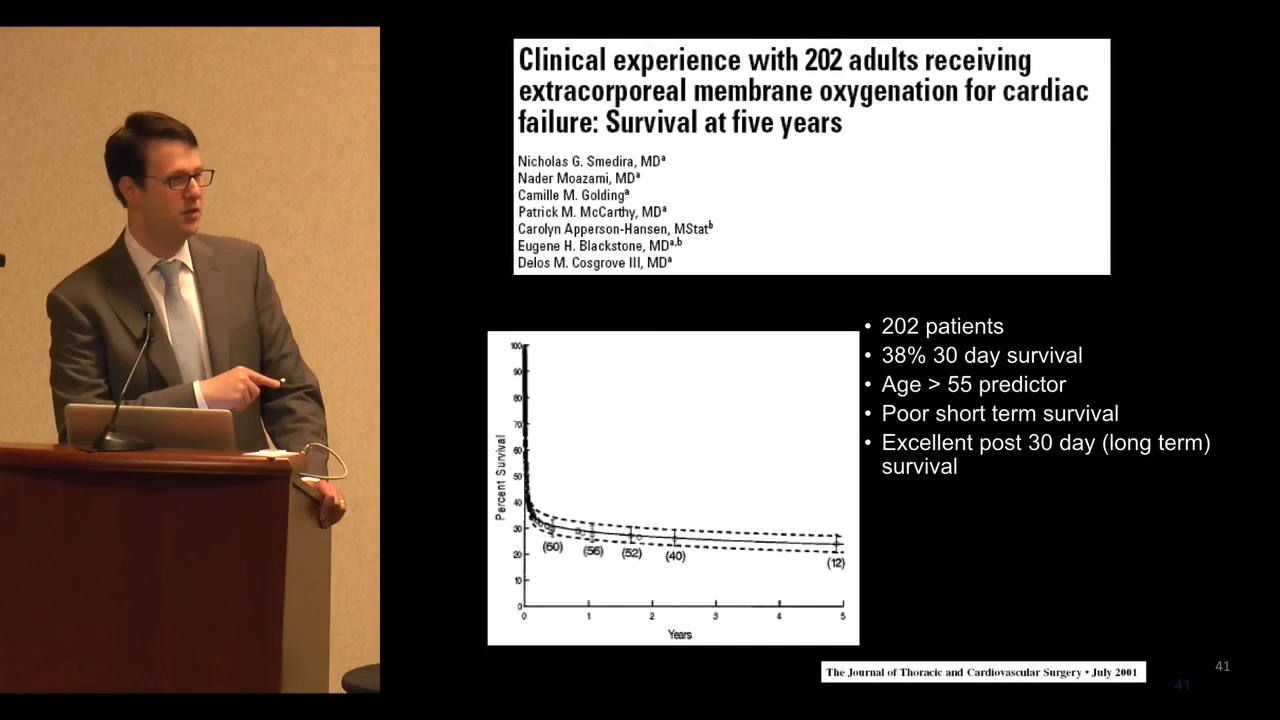 Clinical experience with 202 adults receiving
extracorporeal membrane oxygenation for cardiac
failure: Survival at five years
Nicholas G. Smedira, MDᵃ
Nader Moazami, MDᵃ
Camille M. Goldingᵃ
Patrick M. McCarthy, MDᵃ
Carolyn Apperson-Hansen, MStatᵇ
Eugene H. Blackstone, MDᵃ,ᵇ
Delos M. Cosgrove III, MDᵃ
• 202 patients
• 38% 30 day survival
• Age > 55 predictor
• Poor short term survival
• Excellent post 30 day (long term)
survival
Percent Survival
100
90
80
70
60
50
40
30
20
10
0
(60) (56) (52) (40) (12)
0 1 2 3 4 5
Years
The Journal of Thoracic and Cardiovascular Surgery • July 2001
41
41